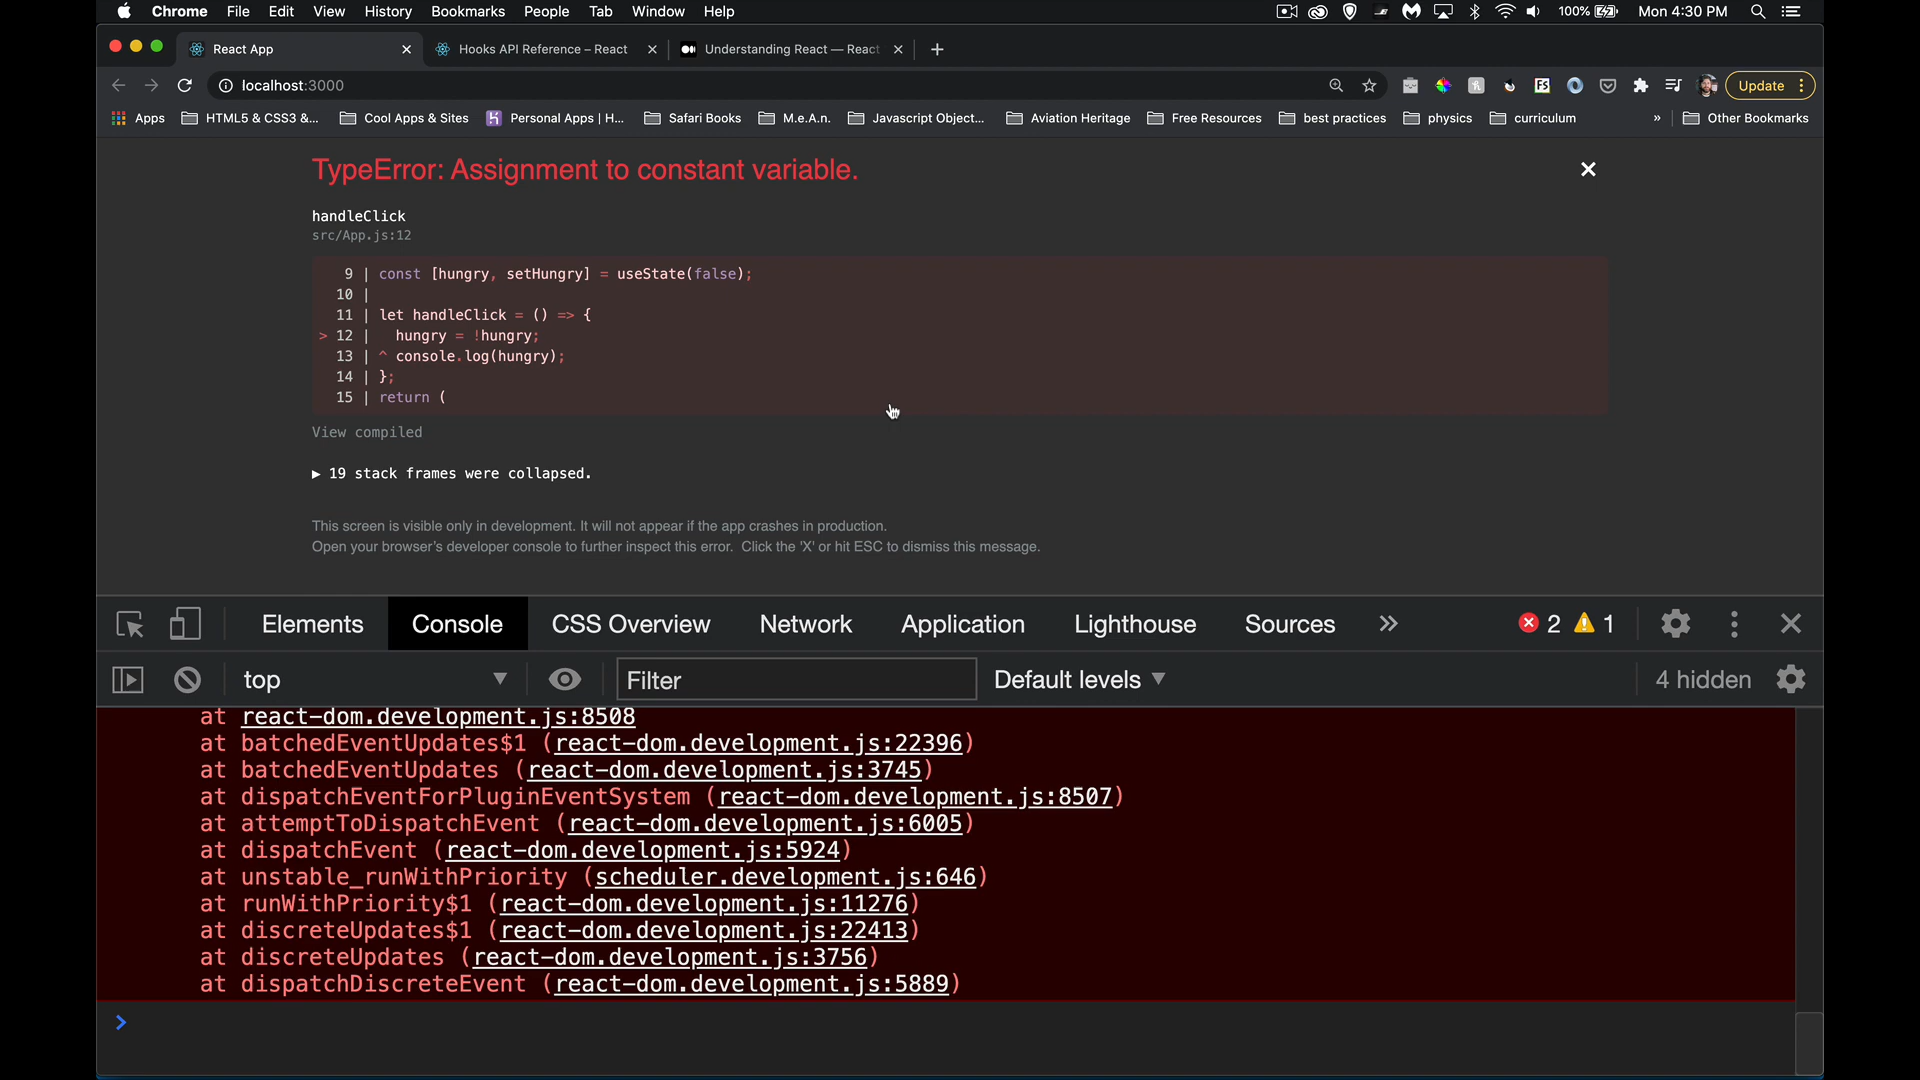 Chrome File Edit View History Bookmarks People Tab Window Help 100% Mon 4:30 PM
React App Hooks API Reference – React Understanding React — React
localhost:3000 Update
Apps HTML5 & CSS3 &... Cool Apps & Sites Personal Apps | H... Safari Books M.e.A.n. Javascript Object... Aviation Heritage Free Resources best practices physics curriculum » Other Bookmarks
TypeError: Assignment to constant variable.
handleClick
src/App.js:12
9 | const [hungry, setHungry] = useState(false);
10 |
11 | let handleClick = () => {
> 12 |   hungry = !hungry;
13 | ^ console.log(hungry);
14 | };
15 | return (
View compiled
▶ 19 stack frames were collapsed.
This screen is visible only in development. It will not appear if the app crashes in production.
Open your browser’s developer console to further inspect this error. Click the 'X' or hit ESC to dismiss this message.
Elements Console CSS Overview Network Application Lighthouse Sources » 2 1
top Filter Default levels 4 hidden
at react-dom.development.js:8508
at batchedEventUpdates$1 (react-dom.development.js:22396)
at batchedEventUpdates (react-dom.development.js:3745)
at dispatchEventForPluginEventSystem (react-dom.development.js:8507)
at attemptToDispatchEvent (react-dom.development.js:6005)
at dispatchEvent (react-dom.development.js:5924)
at unstable_runWithPriority (scheduler.development.js:646)
at runWithPriority$1 (react-dom.development.js:11276)
at discreteUpdates$1 (react-dom.development.js:22413)
at discreteUpdates (react-dom.development.js:3756)
at dispatchDiscreteEvent (react-dom.development.js:5889)
>